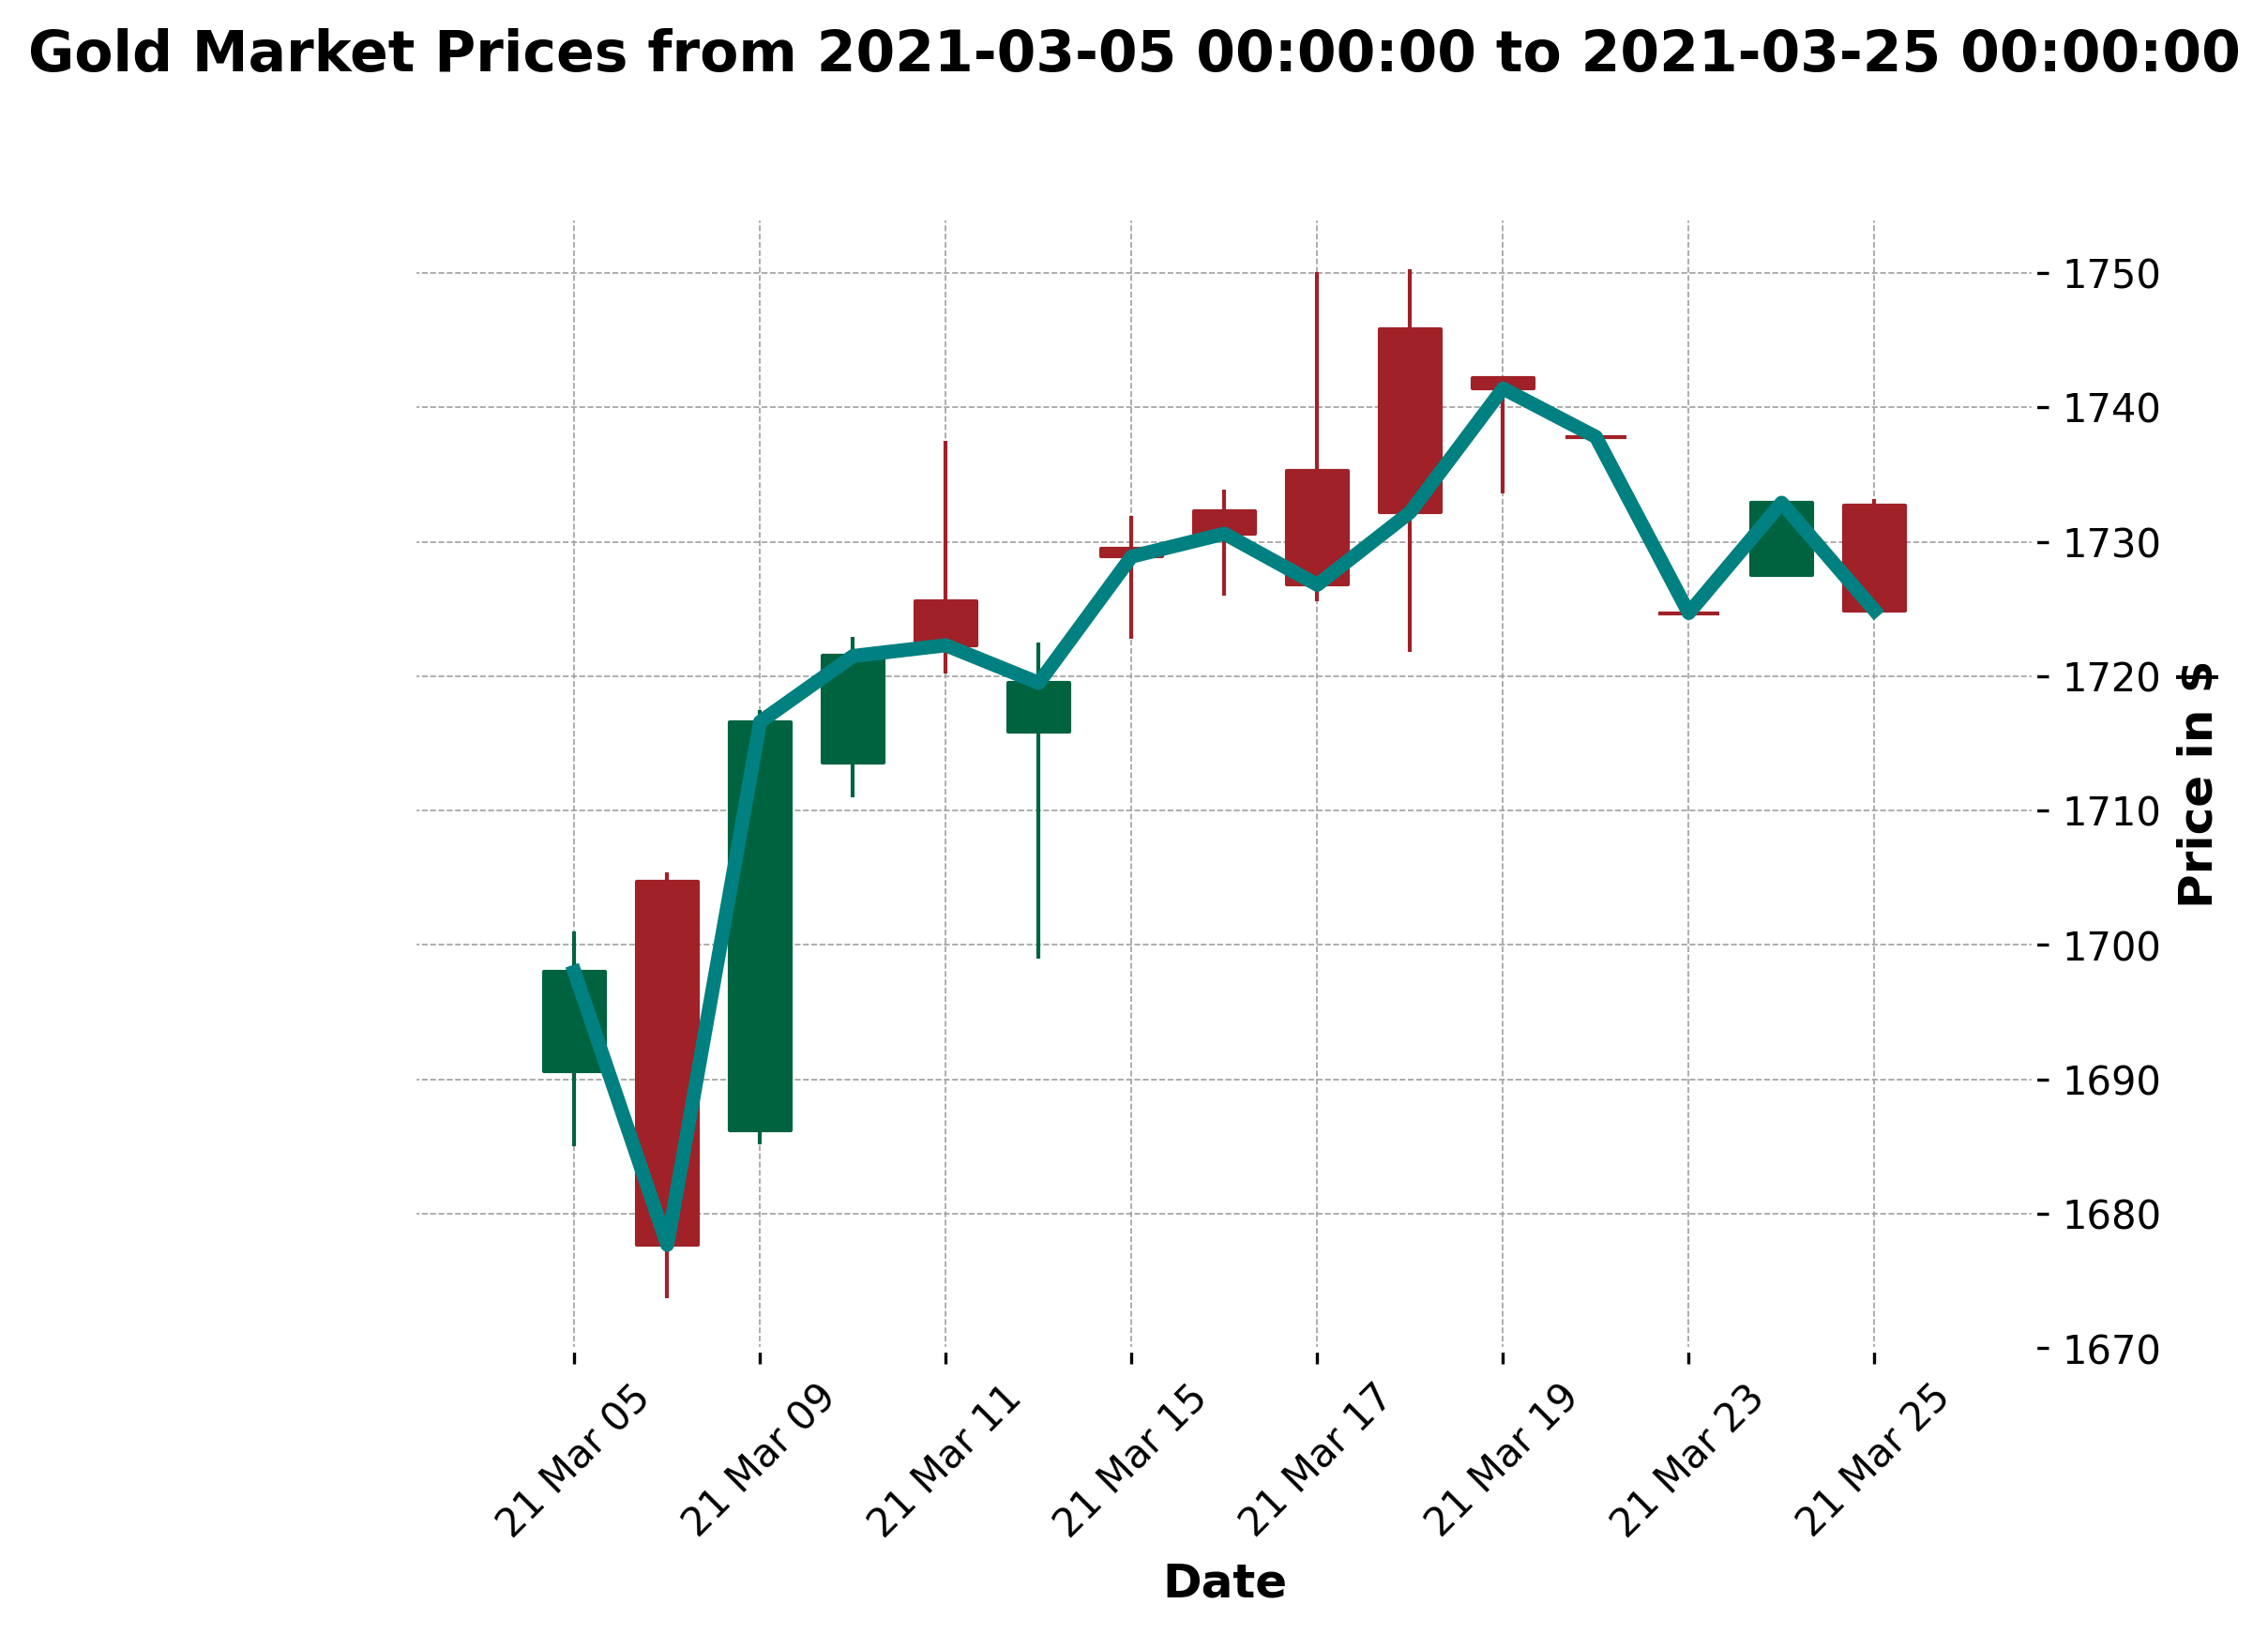 Gold Market Prices from 2021-03-05 00:00:00 to 2021-03-25 00:00:00
1750
1740
1730
1720
1710
1700
1690
1680
1670
Price in $
21 Mar 05
21 Mar 09
21 Mar 11
21 Mar 15
21 Mar 17
21 Mar 19
21 Mar 23
21 Mar 25
Date